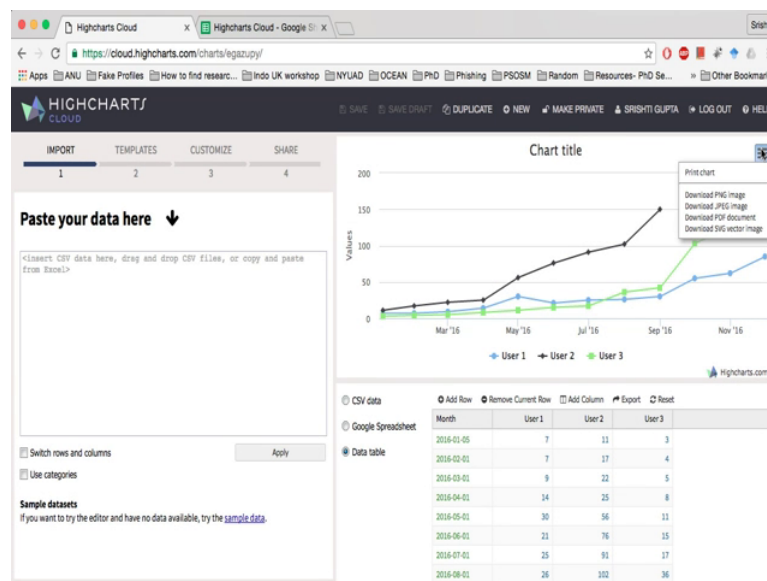 Highcharts Cloud
Highcharts Cloud - Google Sh
Srish
https://cloud.highcharts.com/charts/egazupy/
Apps ANU Fake Profiles How to find researc... Indo UK workshop NYUAD OCEAN PhD Phishing PSOSM Random Resources- PhD Se... » Other Bookmark
HIGHCHARTS
CLOUD
SAVE SAVE DRAFT DUPLICATE NEW MAKE PRIVATE SRISHTI GUPTA LOG OUT HEL
IMPORT TEMPLATES CUSTOMIZE SHARE
1 2 3 4
Paste your data here
<insert CSV data here, drag and drop CSV files, or copy and paste
from Excel>
Switch rows and columns
Apply
Use categories
Sample datasets
If you want to try the editor and have no data available, try the sample data.
Chart title
Print chart
Download PNG image
Download JPEG image
Download PDF document
Download SVG vector image
Values
200
150
100
50
0
Mar '16 May '16 Jul '16 Sep '16 Nov '16
User 1 User 2 User 3
Highcharts.com
CSV data
Google Spreadsheet
Data table
Add Row Remove Current Row Add Column Export Reset
Month User 1 User 2 User 3
2016-01-05 7 11 3
2016-02-01 7 17 4
2016-03-01 9 22 5
2016-04-01 14 25 8
2016-05-01 30 56 11
2016-06-01 21 76 15
2016-07-01 25 91 17
2016-08-01 26 102 36